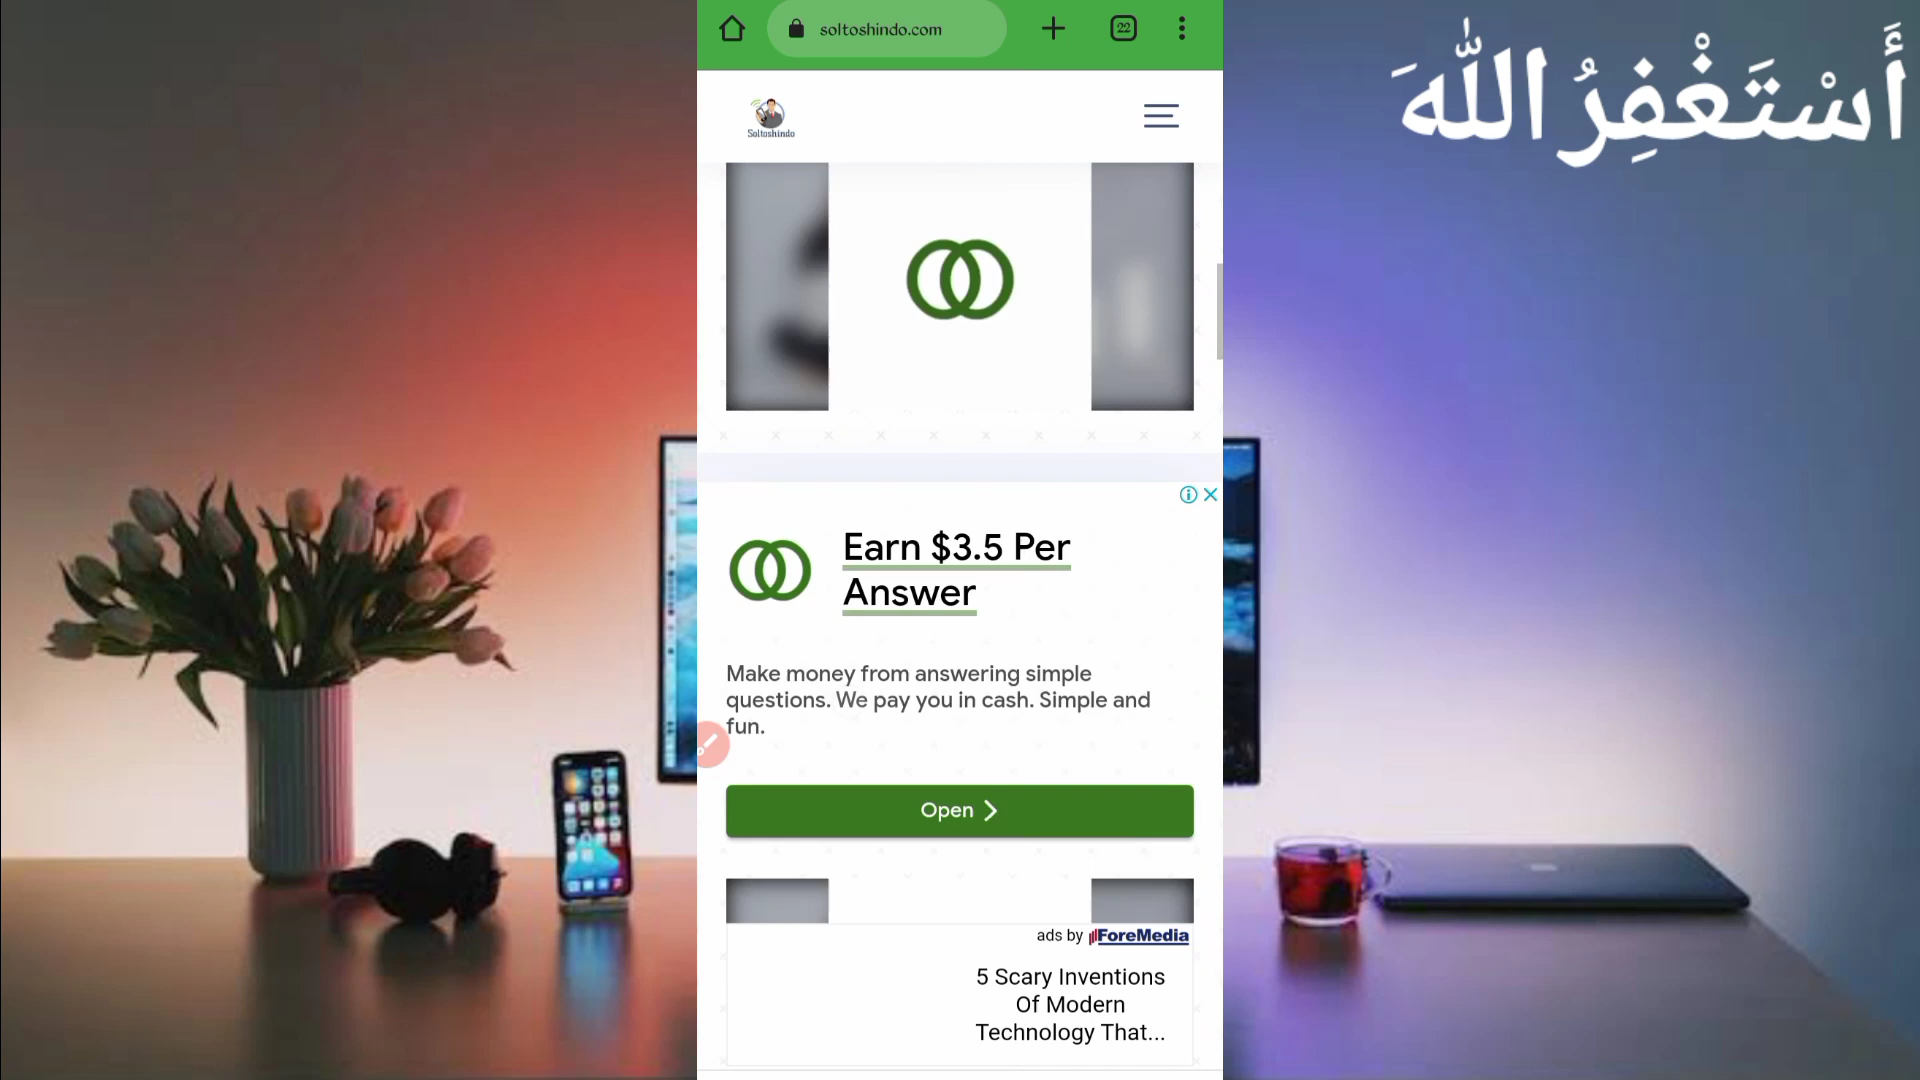 soltoshindo.com
22
أَسْتَغْفِرُ اللّٰهَ
Soltoshindo
Earn $3.5 Per
Answer
Make money from answering simple
questions. We pay you in cash. Simple and
fun.
Open
ads by ForeMedia
5 Scary Inventions
Of Modern
Technology That...